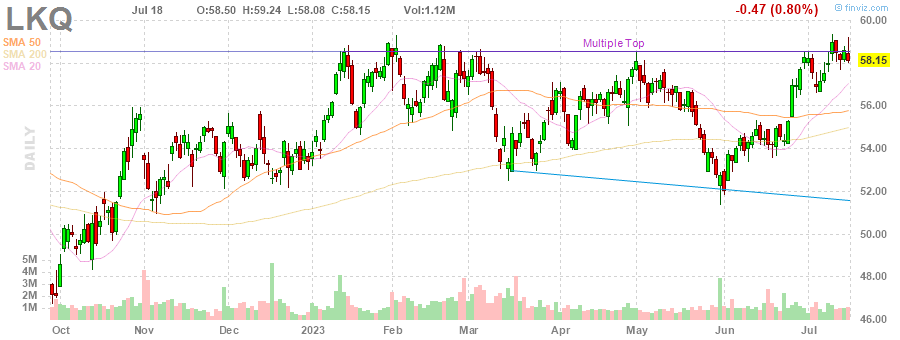 LKQ Jul 18 O:58.50 H:59.24 L:58.08 C:58.15 Vol:1.12M -0.47 (0.80%) © finviz.com
60.00
SMA 50
Multiple Top
SMA 200
58.15
SMA 20
56.00
DAILY
54.00
52.00
50.00
5M
4M
48.00
3M
2M
1M
46.00
Oct Nov Dec 2023 Feb Mar Apr May Jun Jul